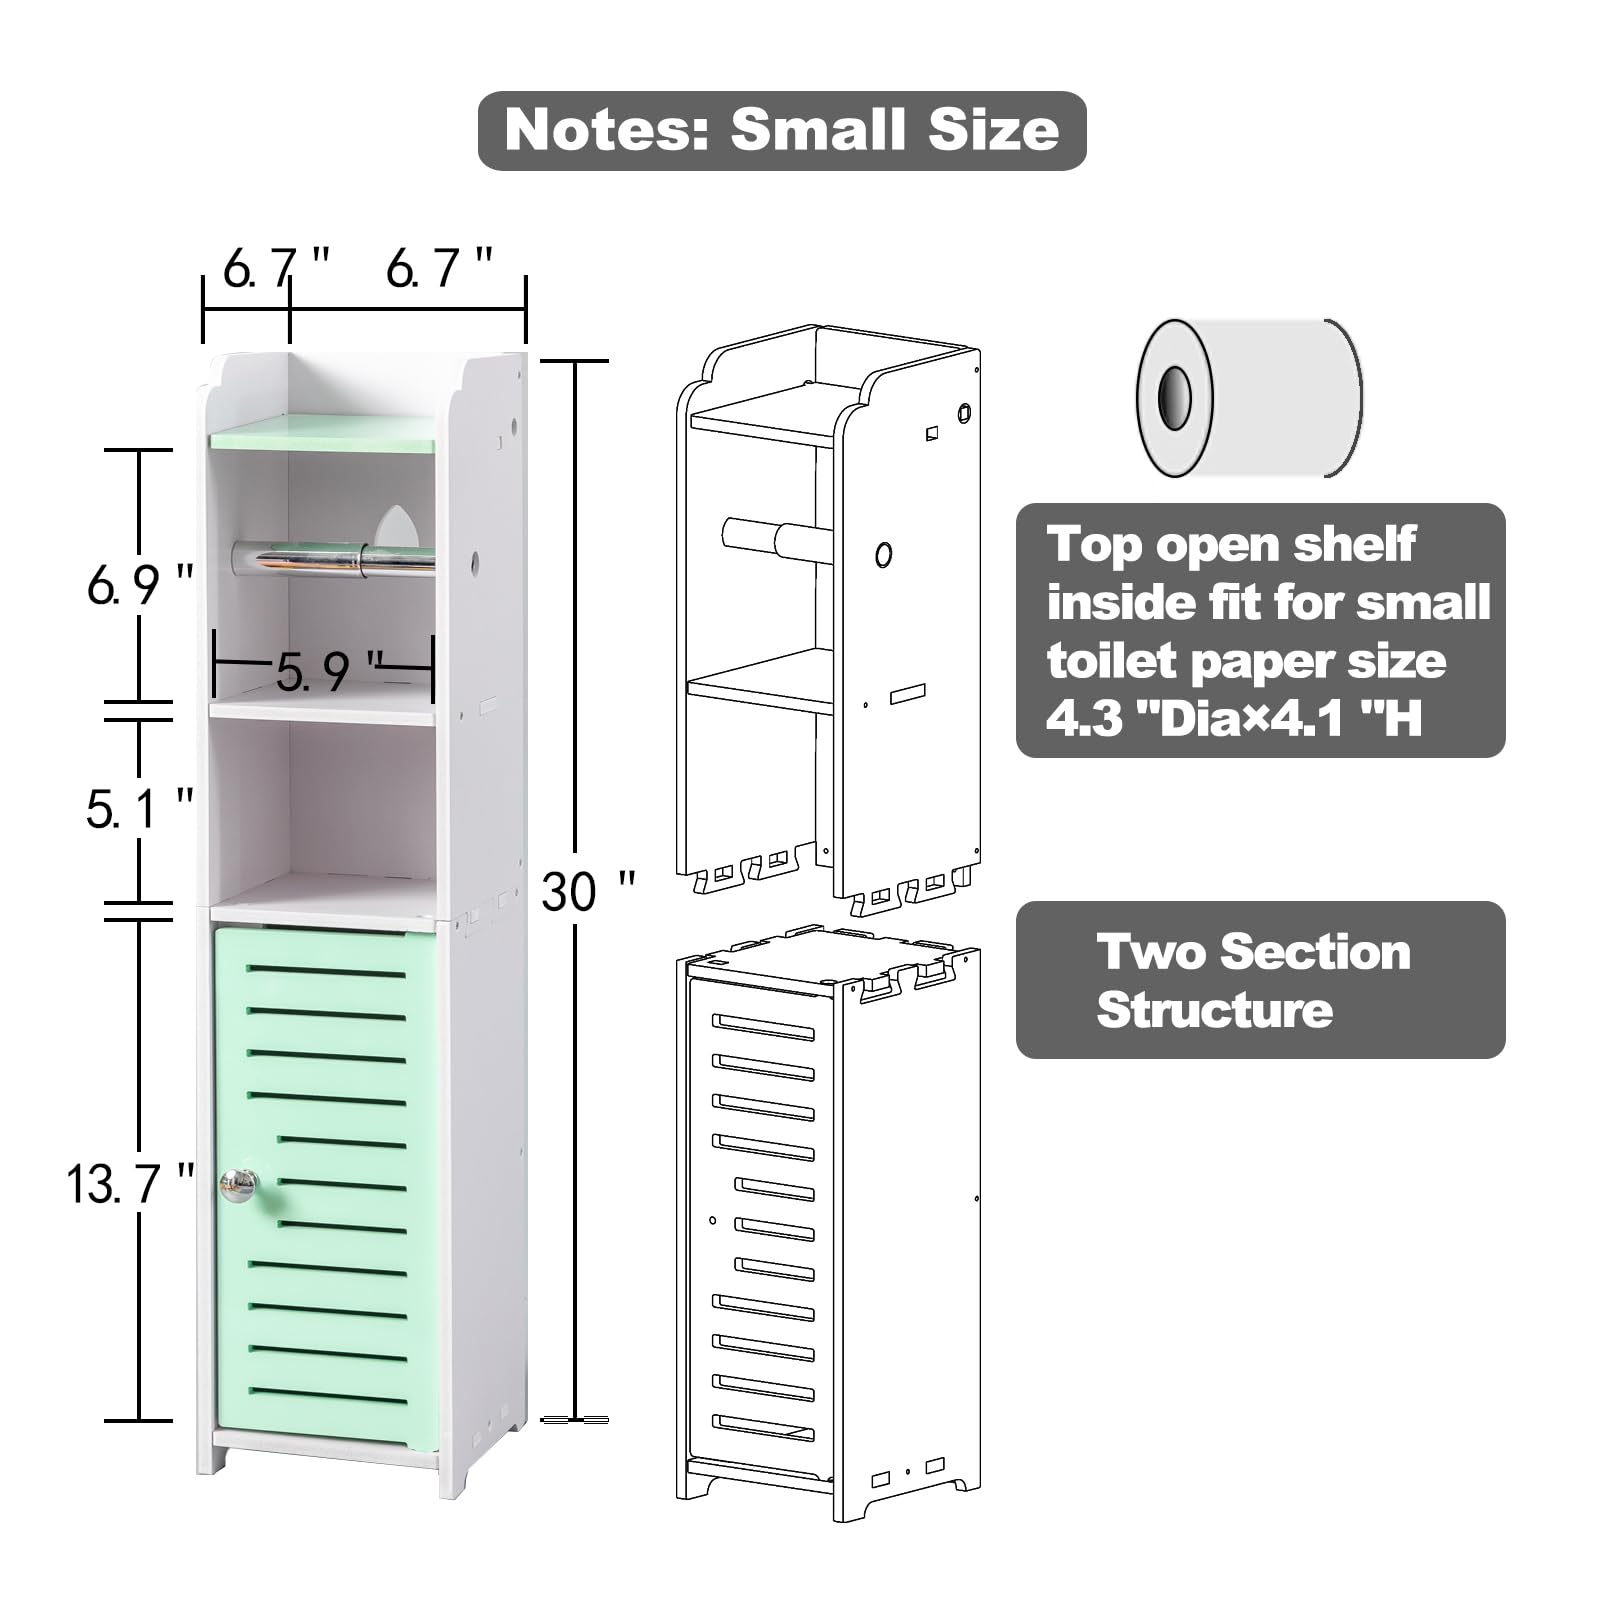 Notes: Small Size
6.7 " 6.7 "
6.9 "
5.9 "
5.1 "
30 "
13.7 "
Top open shelf
inside fit for small
toilet paper size
4.3 "Dia×4.1 "H
Two Section
Structure